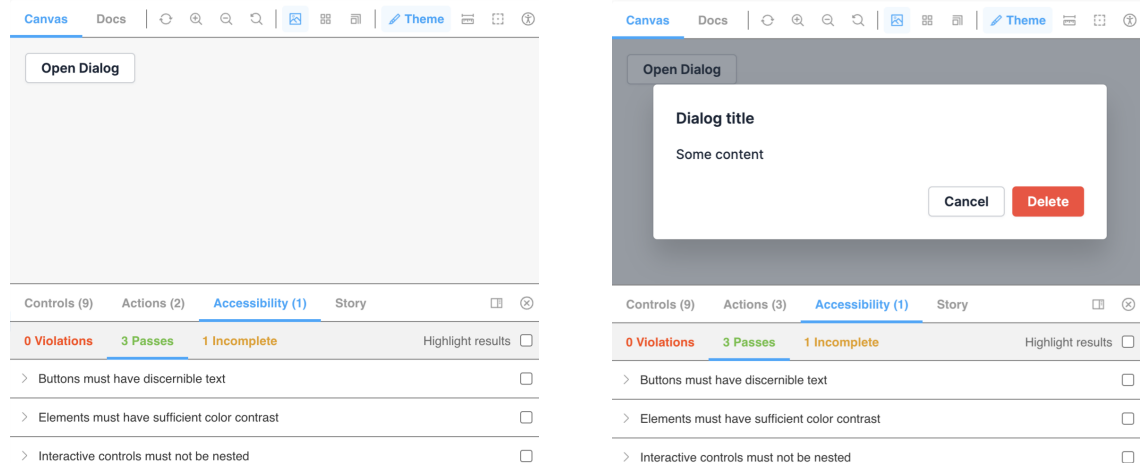 Canvas Docs Theme
Open Dialog
Controls (9) Actions (2) Accessibility (1) Story
0 Violations 3 Passes 1 Incomplete Highlight results
Buttons must have discernible text
Elements must have sufficient color contrast
Interactive controls must not be nested
Canvas Docs Theme
Open Dialog
Dialog title
Some content
Cancel Delete
Controls (9) Actions (3) Accessibility (1) Story
0 Violations 3 Passes 1 Incomplete Highlight results
Buttons must have discernible text
Elements must have sufficient color contrast
Interactive controls must not be nested